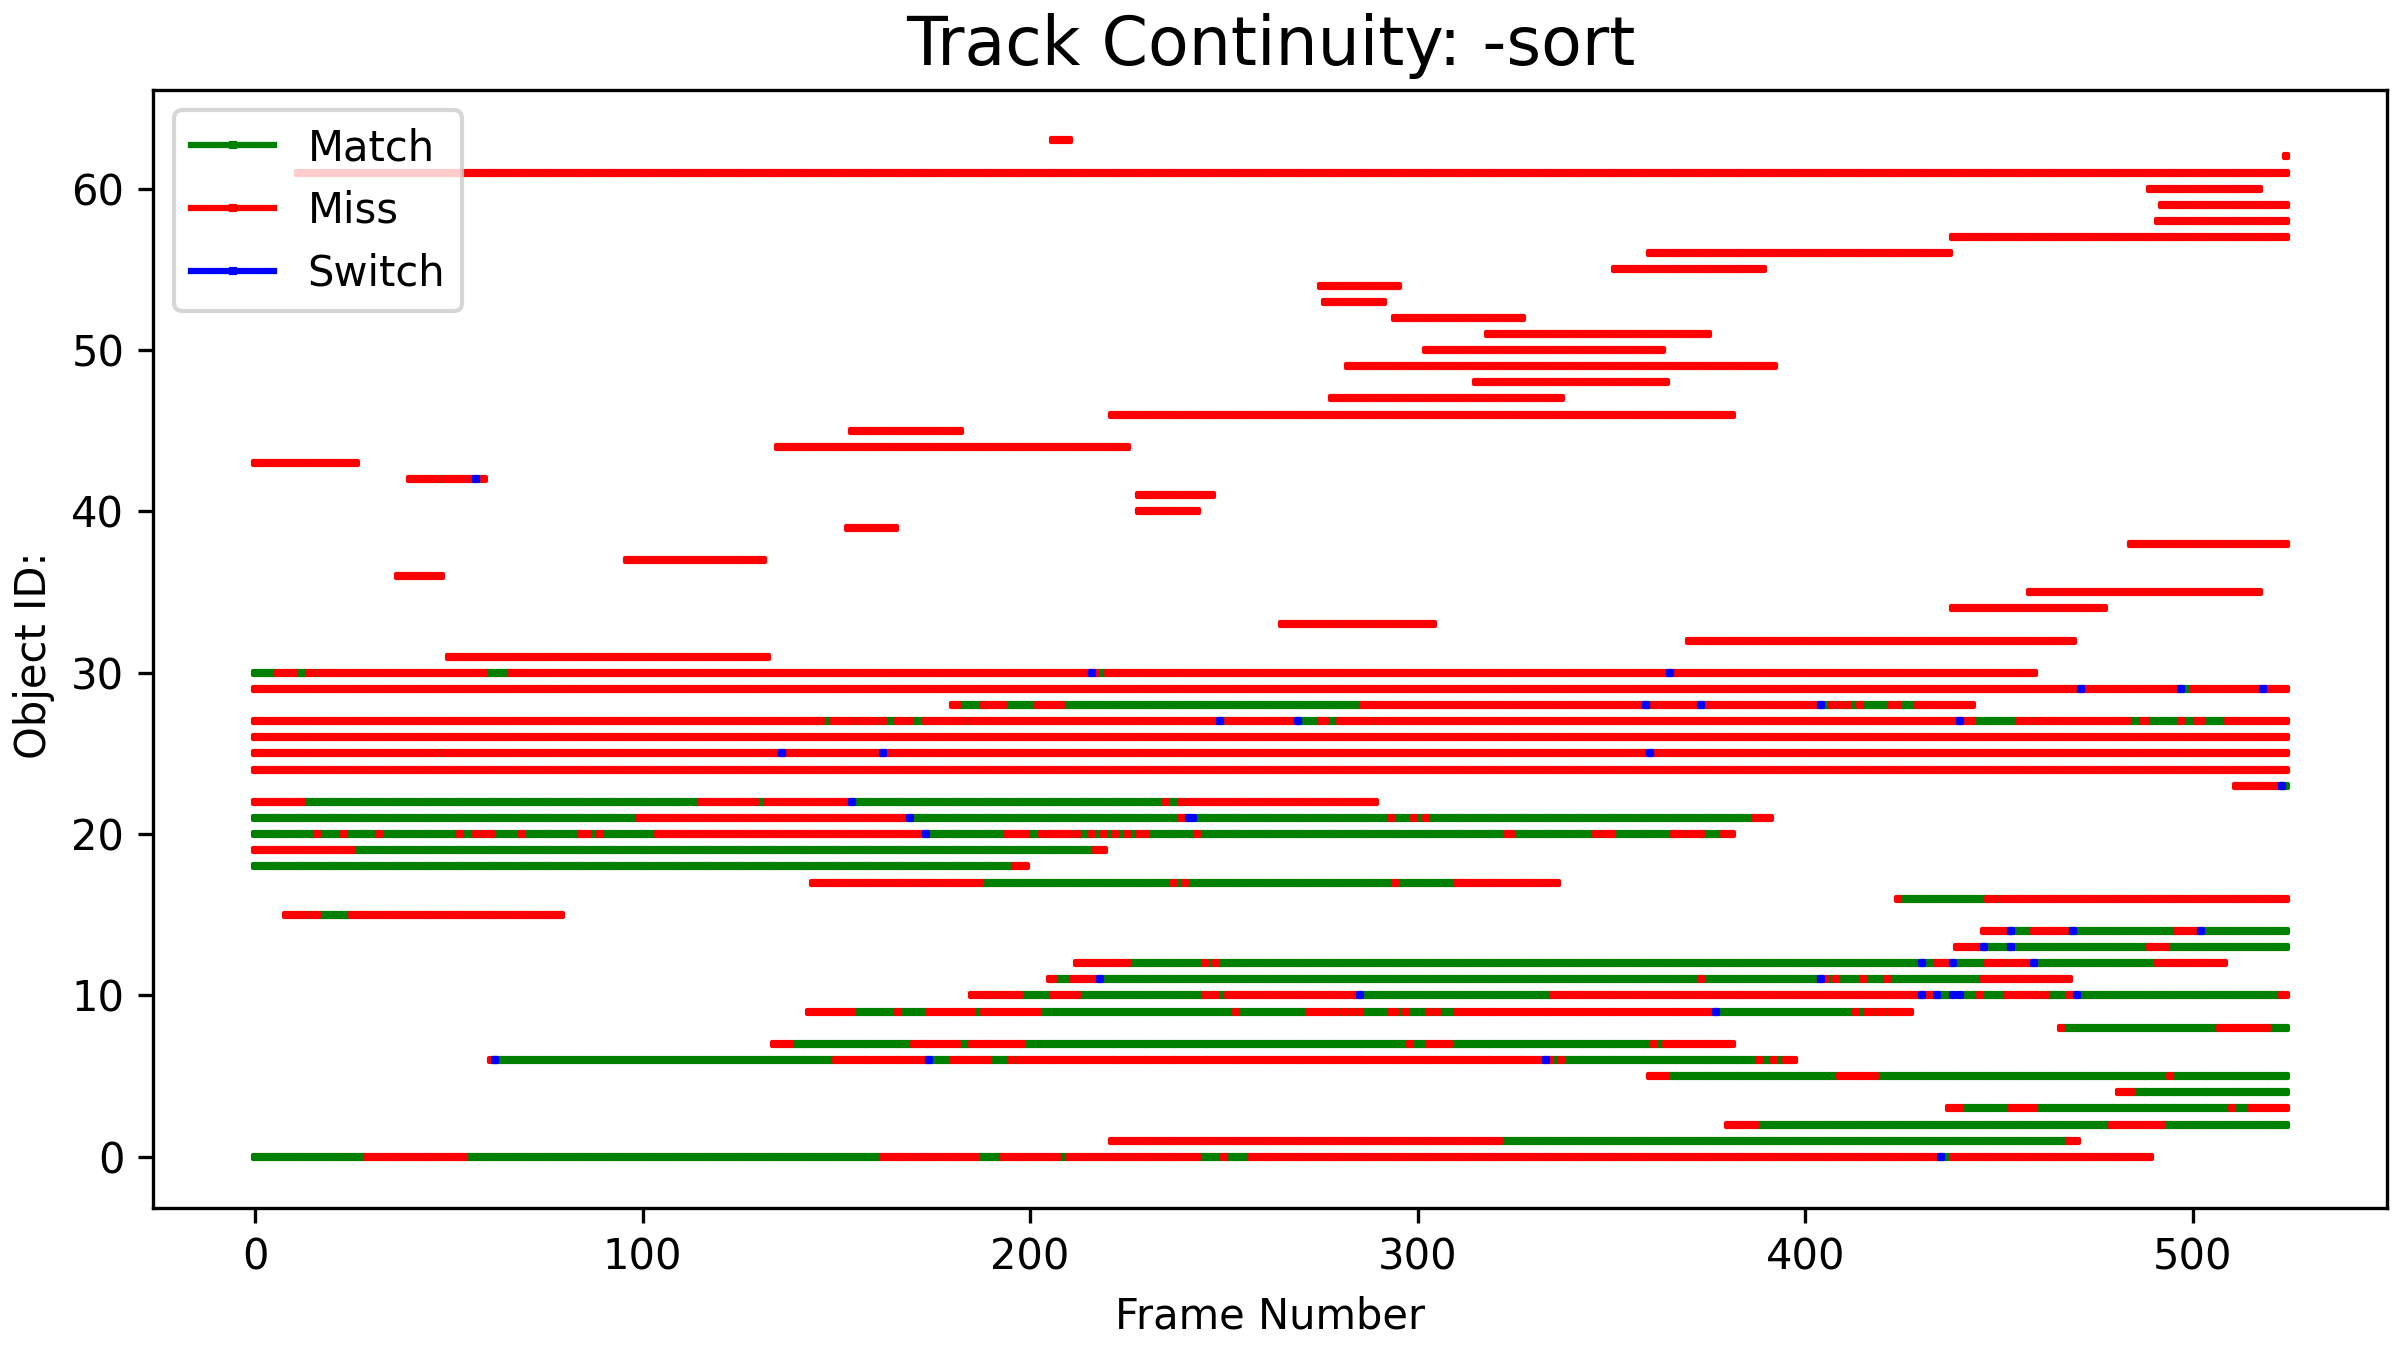 Track Continuity: -sort
Match
Miss
Switch
Object ID:
60
50
40
30
20
10
0
0 100 200 300 400 500
Frame Number